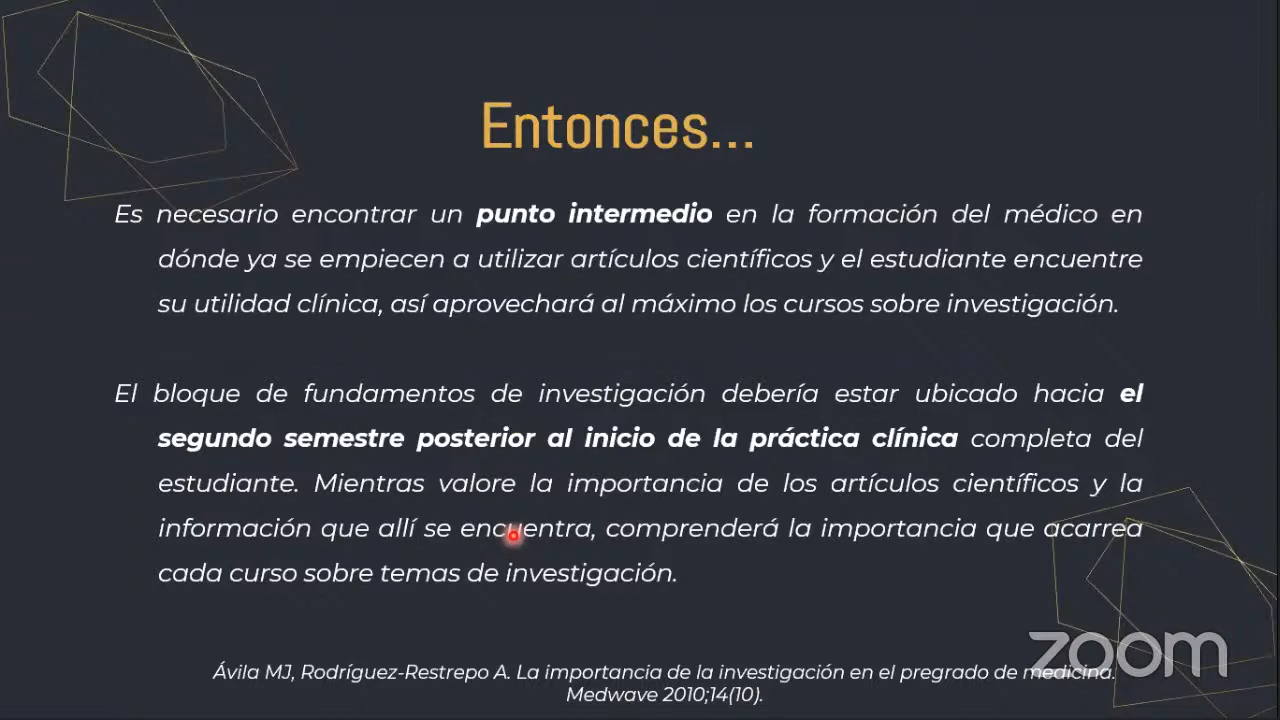 Entonces...
Es necesario encontrar un punto intermedio en la formación del médico en
dónde ya se empiecen a utilizar artículos científicos y el estudiante encuentre
su utilidad clínica, así aprovechará al máximo los cursos sobre investigación.
El bloque de fundamentos de investigación debería estar ubicado hacia el
segundo semestre posterior al inicio de la práctica clínica completa del
estudiante. Mientras valore la importancia de los artículos científicos y la
información que allí se encuentra, comprenderá la importancia que acarrea
cada curso sobre temas de investigación.
zoom
Ávila MJ, Rodríguez-Restrepo A. La importancia de la investigación en el pregrado de medicina.
Medwave 2010;14(10).